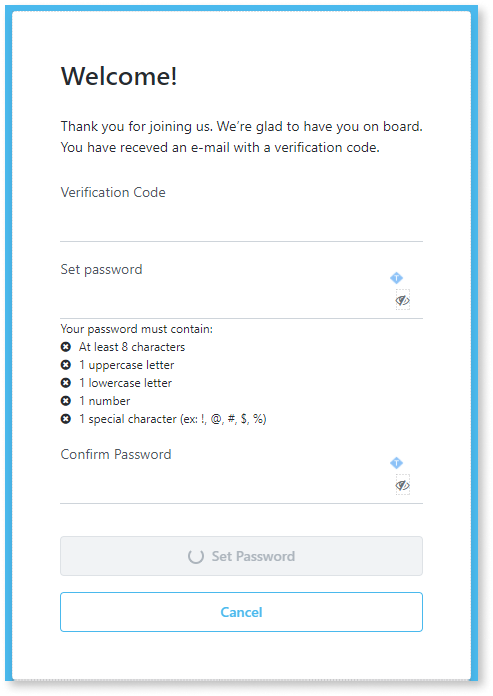 Welcome!
Thank you for joining us. We’re glad to have you on board.
You have receved an e-mail with a verification code.
Verification Code
Set password
Your password must contain:
At least 8 characters
1 uppercase letter
1 lowercase letter
1 number
1 special character (ex: !, @, #, $, %)
Confirm Password
Set Password
Cancel